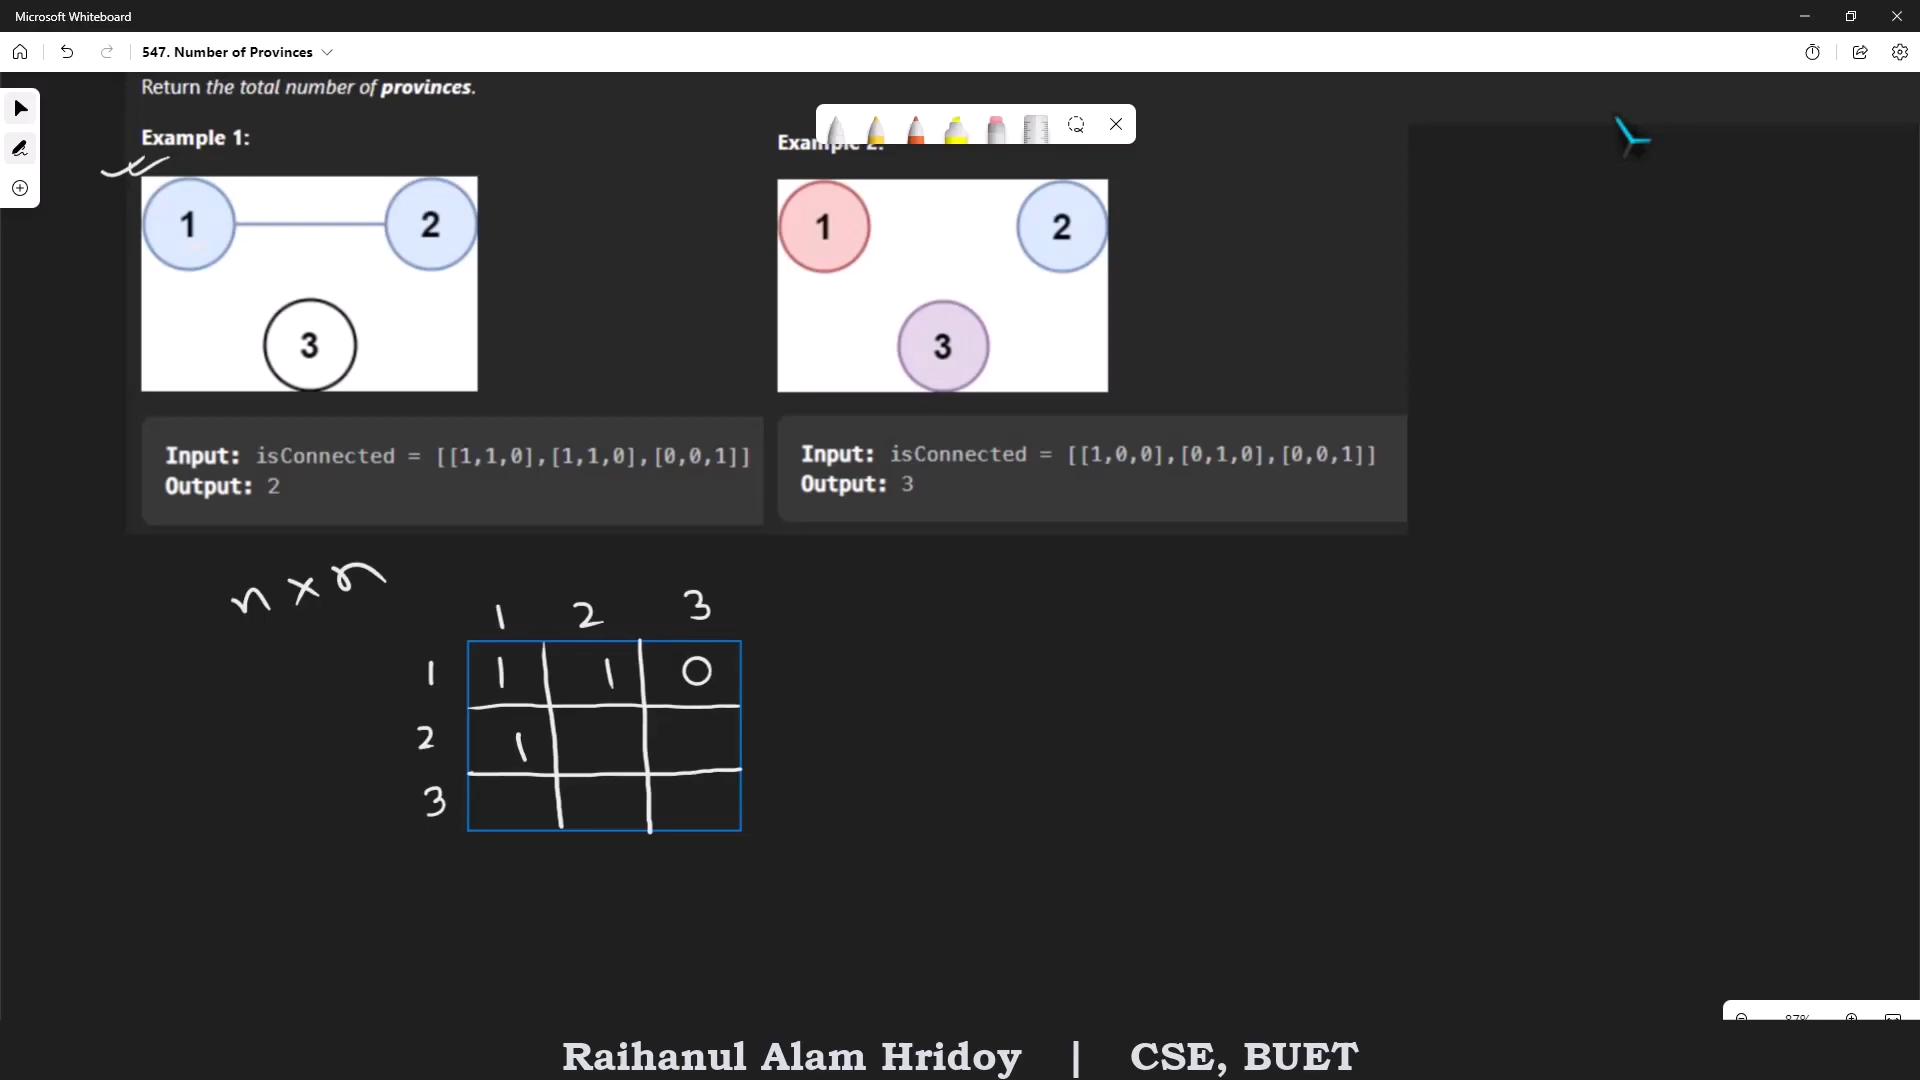 Microsoft Whiteboard
547. Number of Provinces
Return the total number of provinces.
Example 1:
1 2
3
Input: isConnected = [[1,1,0],[1,1,0],[0,0,1]]
Output: 2
Example 2:
1 2
3
Input: isConnected = [[1,0,0],[0,1,0],[0,0,1]]
Output: 3
n x n
1 2 3
1 1 1 0
2 1
3
87%
Raihanul Alam Hridoy | CSE, BUET